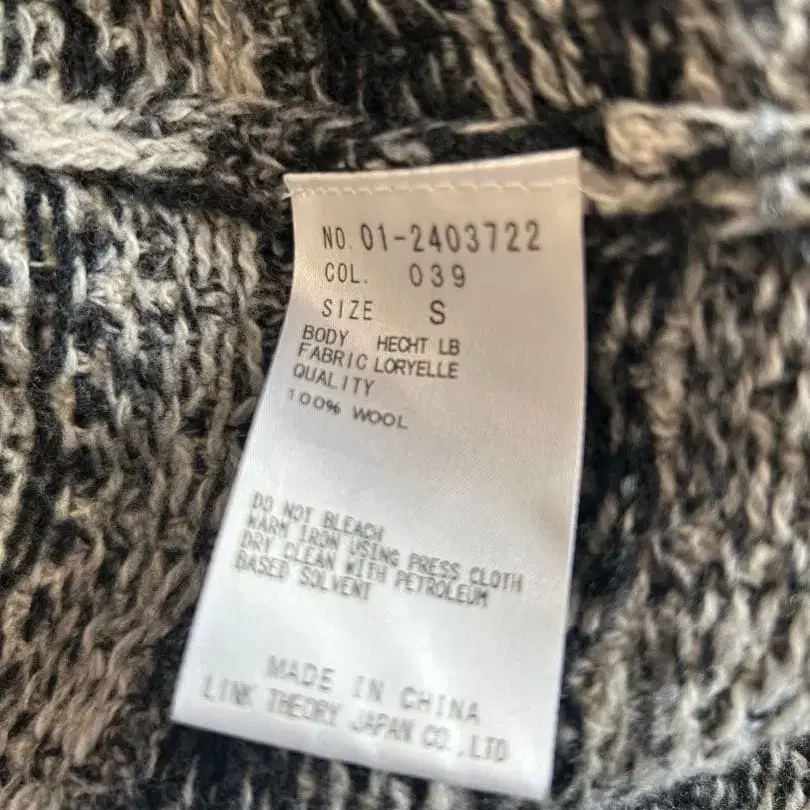 NO. 01-2403722
COL. 039
SIZE S
BODY HECHT LB
FABRIC LORYELLE
QUALITY
100% WOOL
DO NOT BLEACH
WARM IRON USING PRESS CLOTH
DRY CLEAN WITH PETROLEUM
BASED SOLVENT
MADE IN CHINA
LINK THEORY JAPAN CO.,LTD